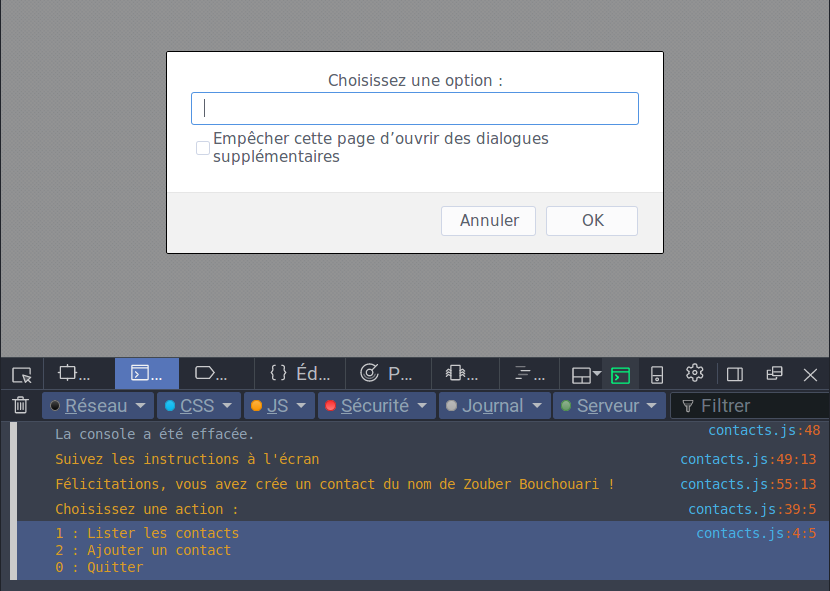 Choisissez une option :
Empêcher cette page d’ouvrir des dialogues
supplémentaires
Annuler OK
... ... ... Éd... P... ... ...
Réseau CSS JS Sécurité Journal Serveur Filtrer
La console a été effacée. contacts.js:48
Suivez les instructions à l'écran contacts.js:49:13
Félicitations, vous avez crée un contact du nom de Zouber Bouchouari ! contacts.js:55:13
Choisissez une action : contacts.js:39:5
1 : Lister les contacts contacts.js:4:5
2 : Ajouter un contact
0 : Quitter